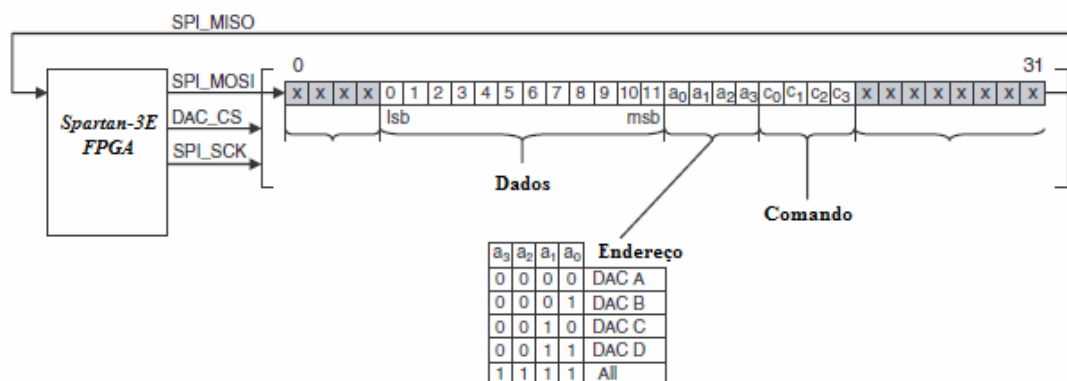 SPI_MISO
0 31
SPI_MOSI
x x x x 0 1 2 3 4 5 6 7 8 9 10 11 a0 a1 a2 a3 c0 c1 c2 c3 x x x x x x x x
Spartan-3E
FPGA
DAC_CS
lsb msb
SPI_SCK
Dados
Comando
a3 a2 a1 a0 Endereço
0 0 0 0 DAC A
0 0 0 1 DAC B
0 0 1 0 DAC C
0 0 1 1 DAC D
1 1 1 1 All